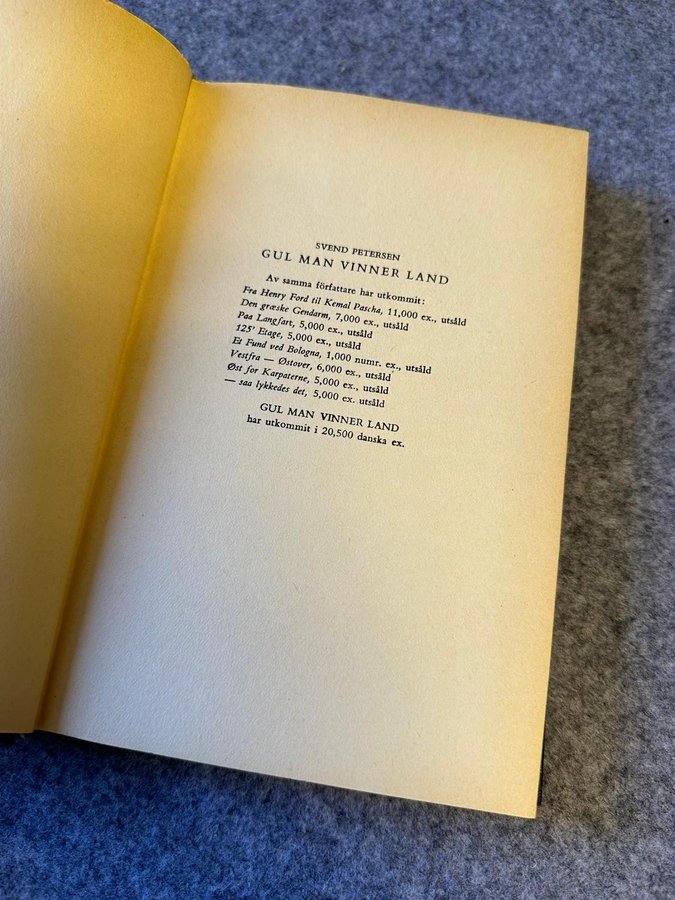 SVEND PETERSEN
GUL MAN VINNER LAND
Av samma författare har utkommit:
Fra Henry Ford til Kemal Pascha, 11,000 ex., utsåld
Den græske Gendarm, 7,000 ex., utsåld
Paa Langfart, 5,000 ex., utsåld
125' Etage, 5,000 ex., utsåld
Et Fund ved Bologna, 1,000 numr. ex., utsåld
Vestfra — Østover, 6,000 ex., utsåld
Øst for Karpaterne, 5,000 ex., utsåld
— saa lykkedes det, 5,000 ex. utsåld
GUL MAN VINNER LAND
har utkommit i 20,500 danska ex.